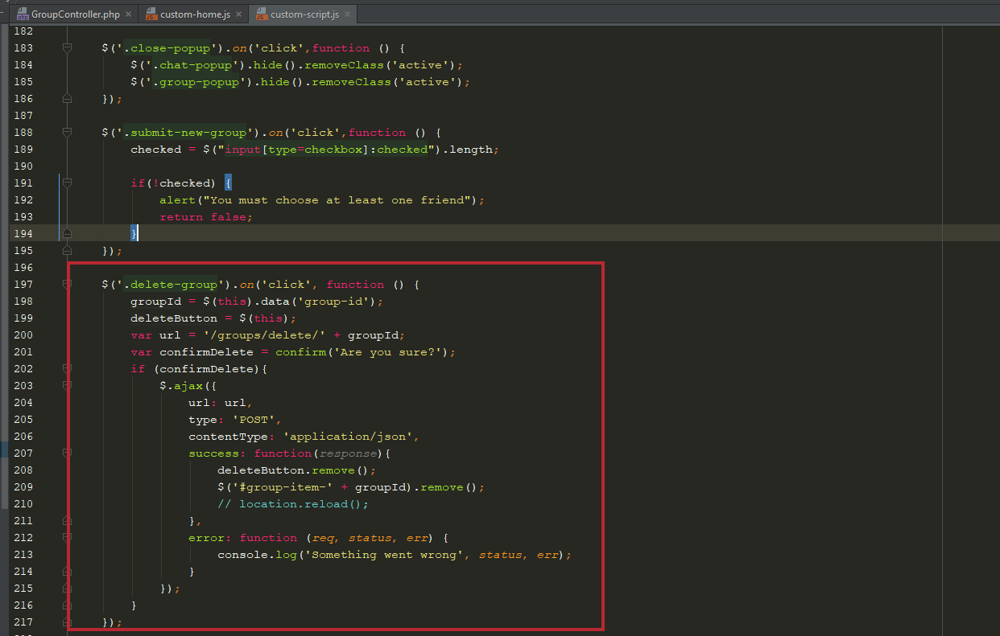 GroupController.php × custom-home.js × custom-script.js ×
182
183 $('.close-popup').on('click',function () {
184 $('.chat-popup').hide().removeClass('active');
185 $('.group-popup').hide().removeClass('active');
186 });
187
188 $('.submit-new-group').on('click',function () {
189 checked = $("input[type=checkbox]:checked").length;
190
191 if(!checked) {
192 alert("You must choose at least one friend");
193 return false;
194 }
195 });
196
197 $('.delete-group').on('click', function () {
198 groupId = $(this).data('group-id');
199 deleteButton = $(this);
200 var url = '/groups/delete/' + groupId;
201 var confirmDelete = confirm('Are you sure?');
202 if (confirmDelete){
203 $.ajax({
204 url: url,
205 type: 'POST',
206 contentType: 'application/json',
207 success: function(response){
208 deleteButton.remove();
209 $('#group-item-' + groupId).remove();
210 // location.reload();
211 },
212 error: function (req, status, err) {
213 console.log('Something went wrong', status, err);
214 }
215 });
216 }
217 });